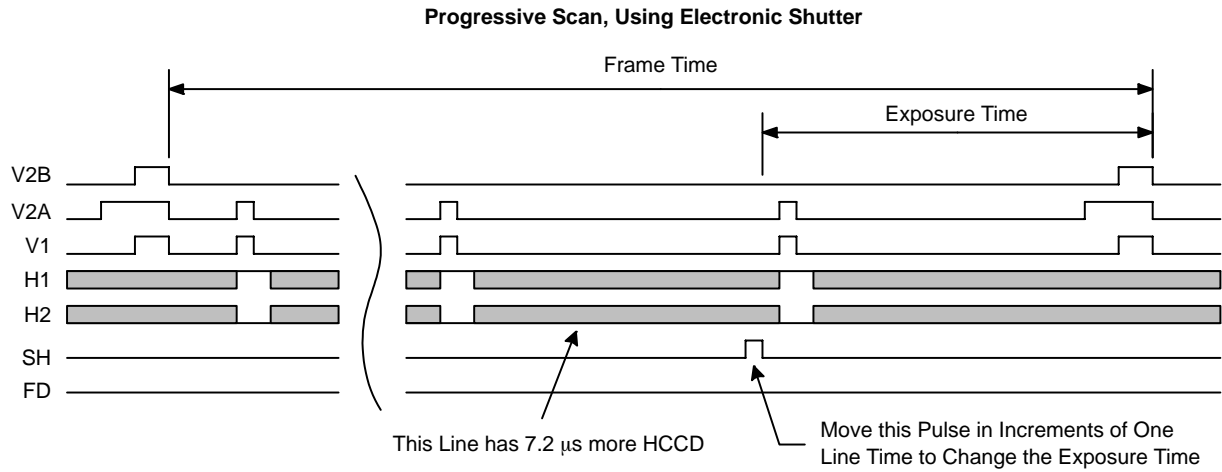 Progressive Scan, Using Electronic Shutter
Frame Time
Exposure Time
V2B
V2A
V1
H1
H2
SH
FD
This Line has 7.2 μs more HCCD
Move this Pulse in Increments of One
Line Time to Change the Exposure Time